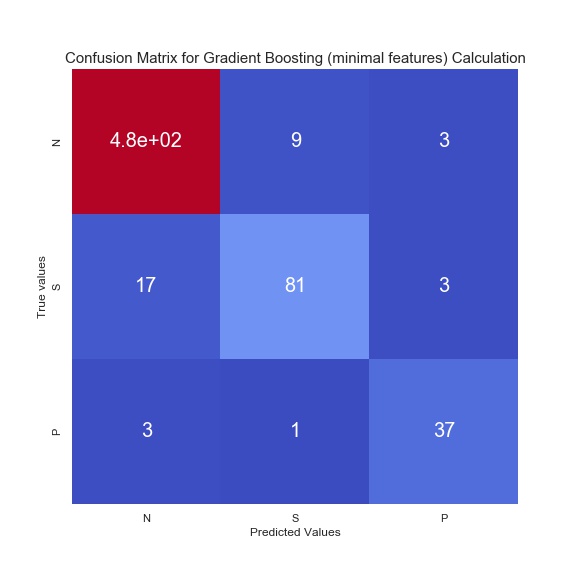 Confusion Matrix for Gradient Boosting (minimal features) Calculation
N
4.8e+02 9 3
True values
S
17 81 3
P
3 1 37
N S P
Predicted Values